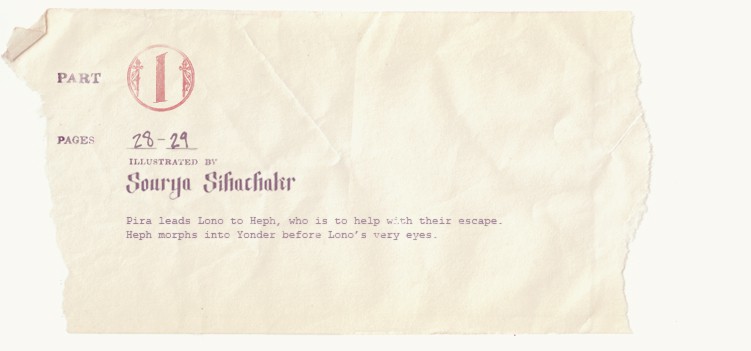 PART 1
PAGES 28-29
ILLUSTRATED BY
Sourya Sihachakr
Pira leads Lono to Heph, who is to help with their escape.
Heph morphs into Yonder before Lono's very eyes.